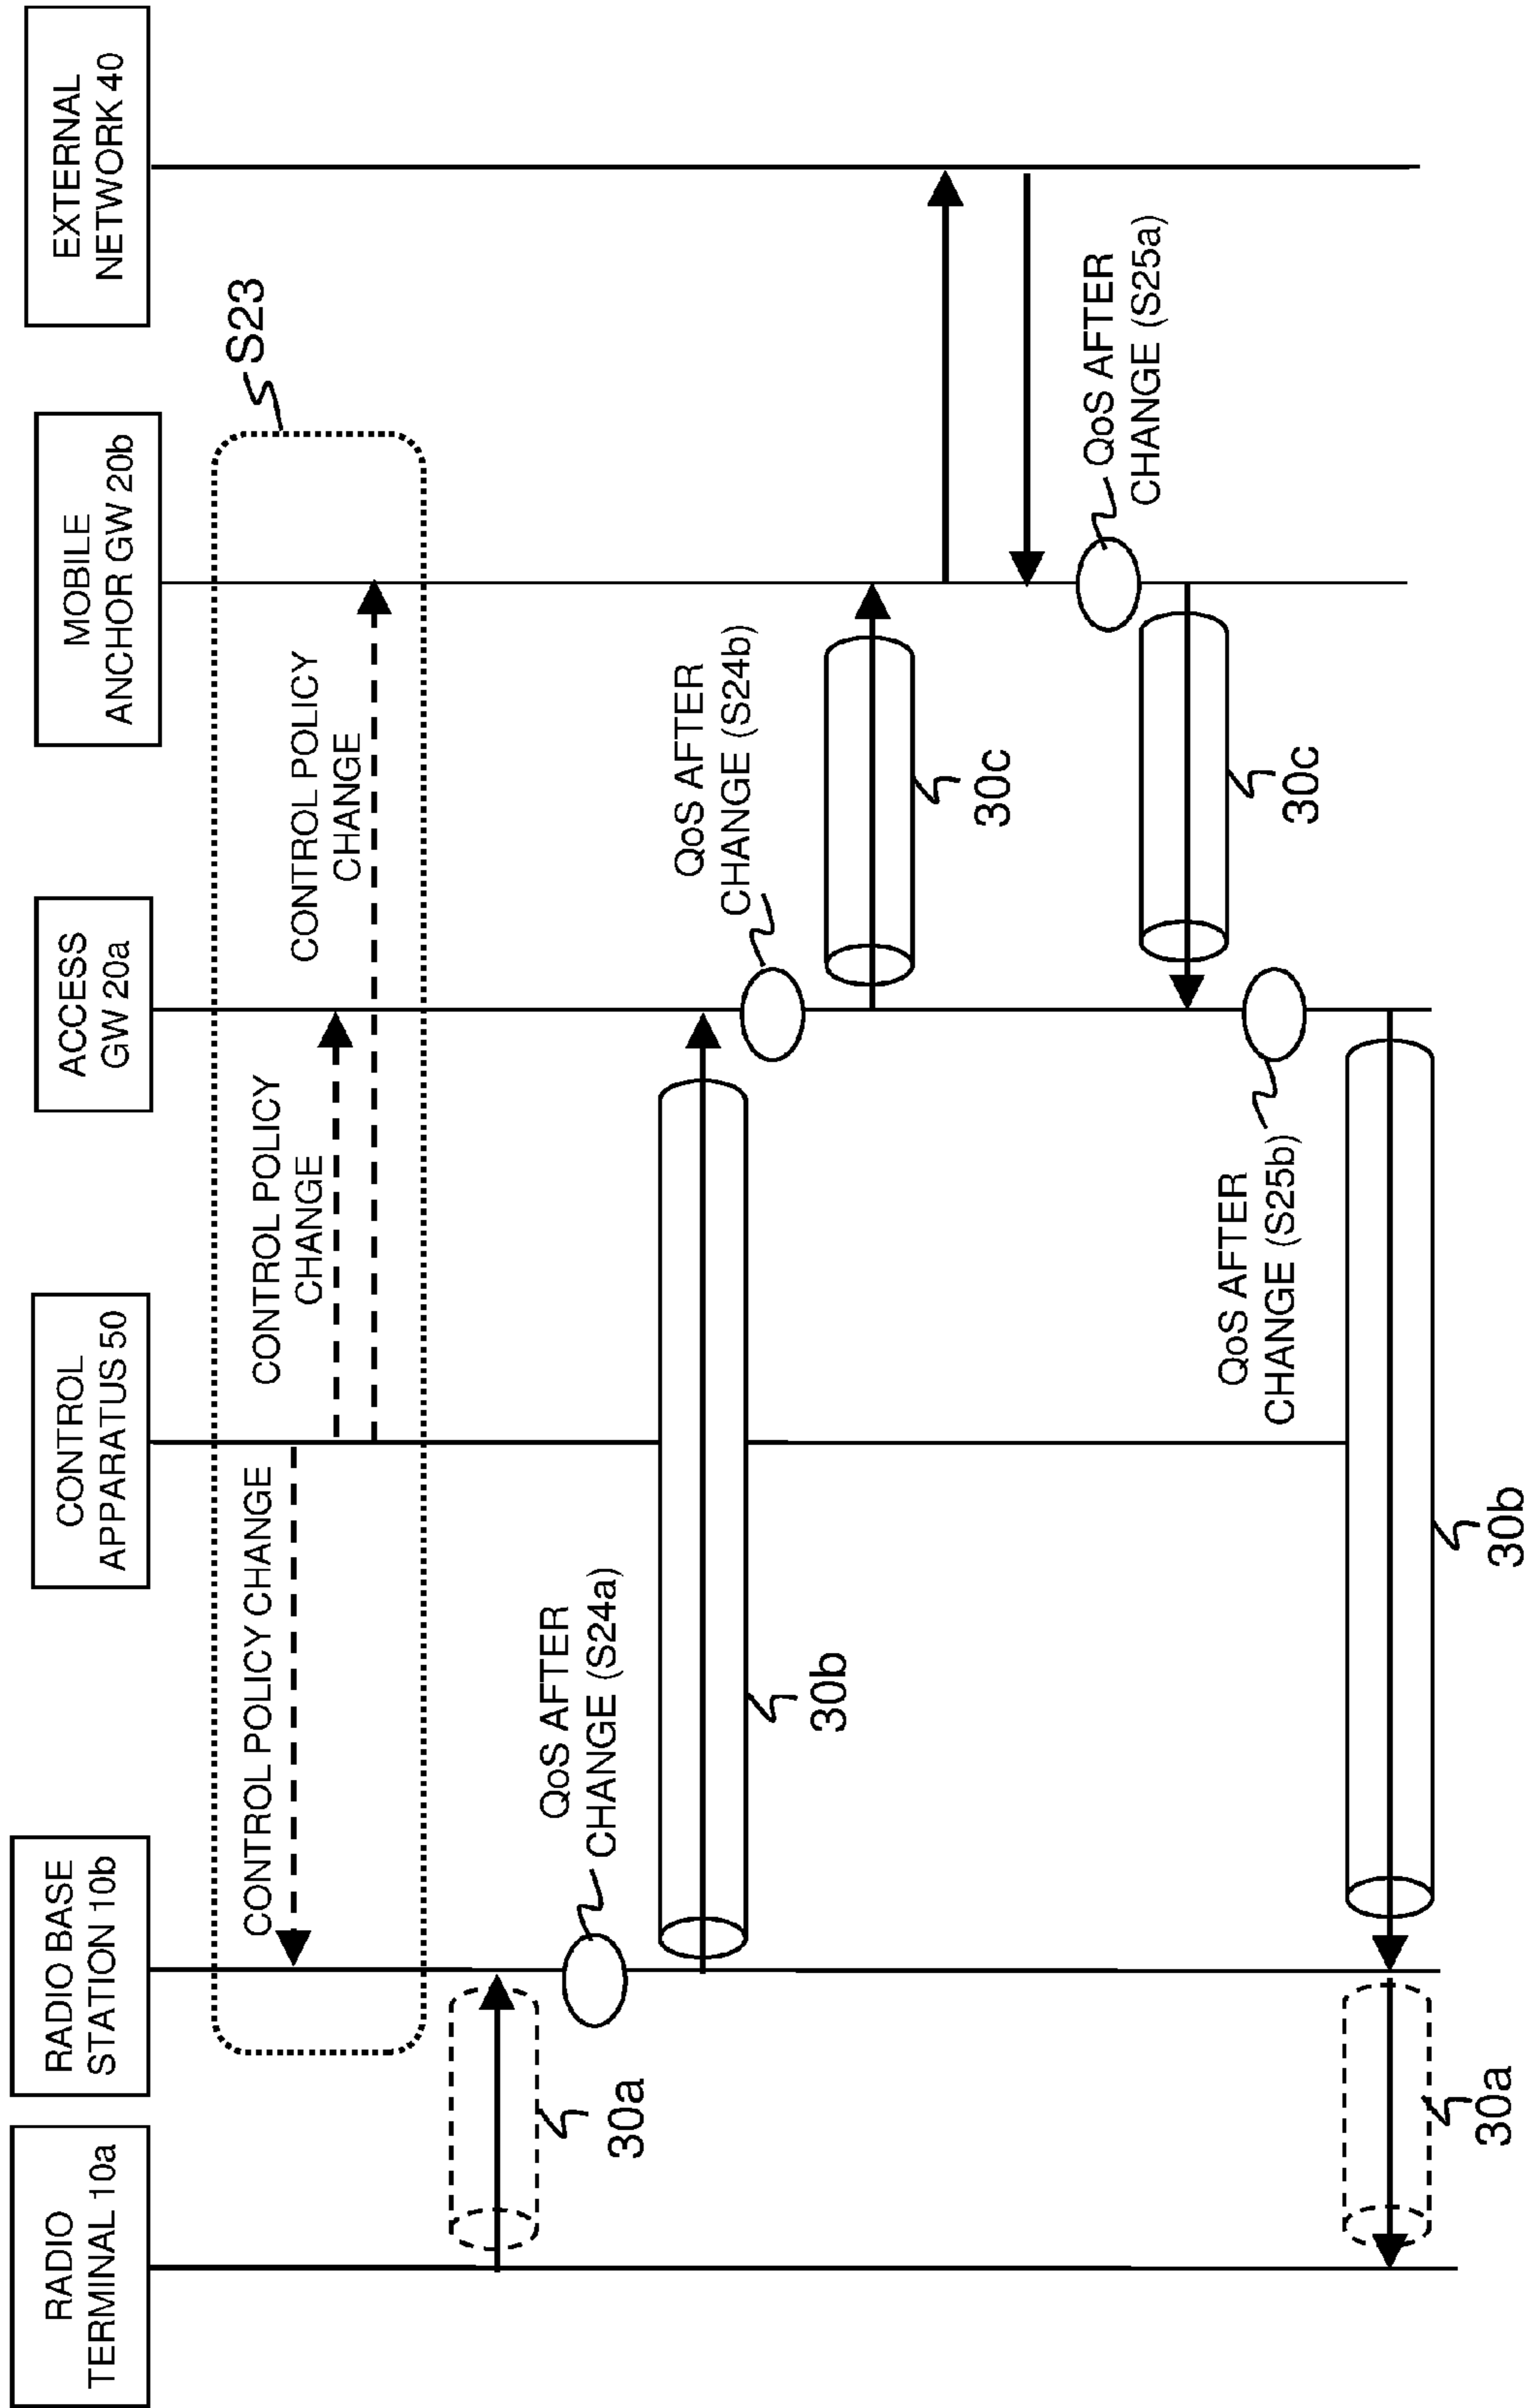 RADIO
TERMINAL 10a
RADIO BASE
STATION 10b
CONTROL
APPARATUS 50
ACCESS
GW 20a
MOBILE
ANCHOR GW 20b
EXTERNAL
NETWORK 40
S23
CONTROL POLICY CHANGE
CONTROL POLICY
CHANGE
CONTROL POLICY
CHANGE
30a
QoS AFTER
CHANGE (S24a)
30b
QoS AFTER
CHANGE (S24b)
30c
QoS AFTER
CHANGE (S25a)
30c
QoS AFTER
CHANGE (S25b)
30b
30a